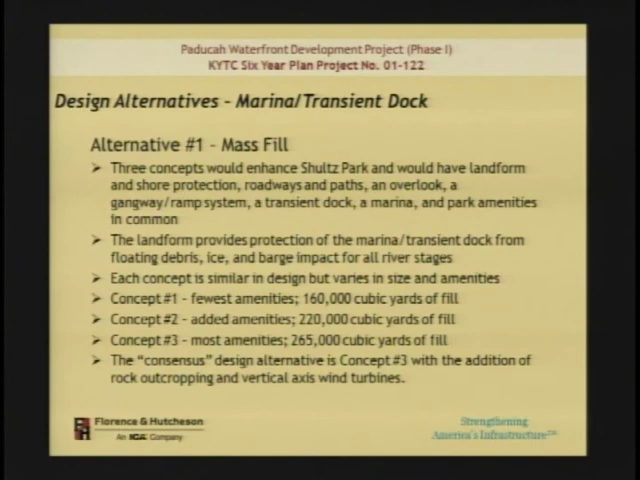 Paducah Waterfront Development Project (Phase I)
KYTC Six Year Plan Project No. 01-122
Design Alternatives - Marina/Transient Dock
Alternative #1 - Mass Fill
➢ Three concepts would enhance Shultz Park and would have landform
and shore protection, roadways and paths, an overlook, a
gangway/ramp system, a transient dock, a marina, and park amenities
in common
➢ The landform provides protection of the marina/transient dock from
floating debris, ice, and barge impact for all river stages
➢ Each concept is similar in design but varies in size and amenities
➢ Concept #1 - fewest amenities; 160,000 cubic yards of fill
➢ Concept #2 - added amenities; 220,000 cubic yards of fill
➢ Concept #3 - most amenities; 265,000 cubic yards of fill
➢ The "consensus" design alternative is Concept #3 with the addition of
rock outcropping and vertical axis wind turbines.
Florence & Hutcheson
An ICA Company
Strengthening
America's Infrastructure™